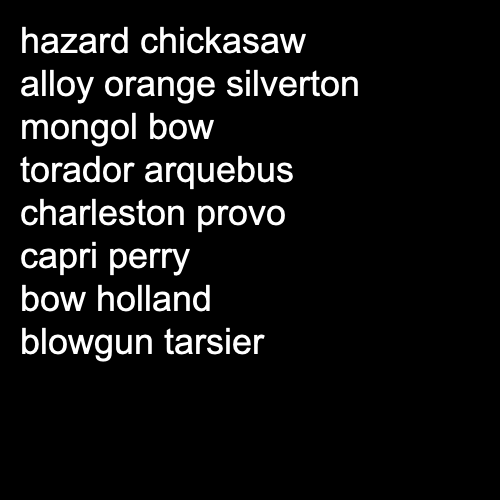 hazard chickasaw
alloy orange silverton
mongol bow
torador arquebus
charleston provo
capri perry
bow holland
blowgun tarsier